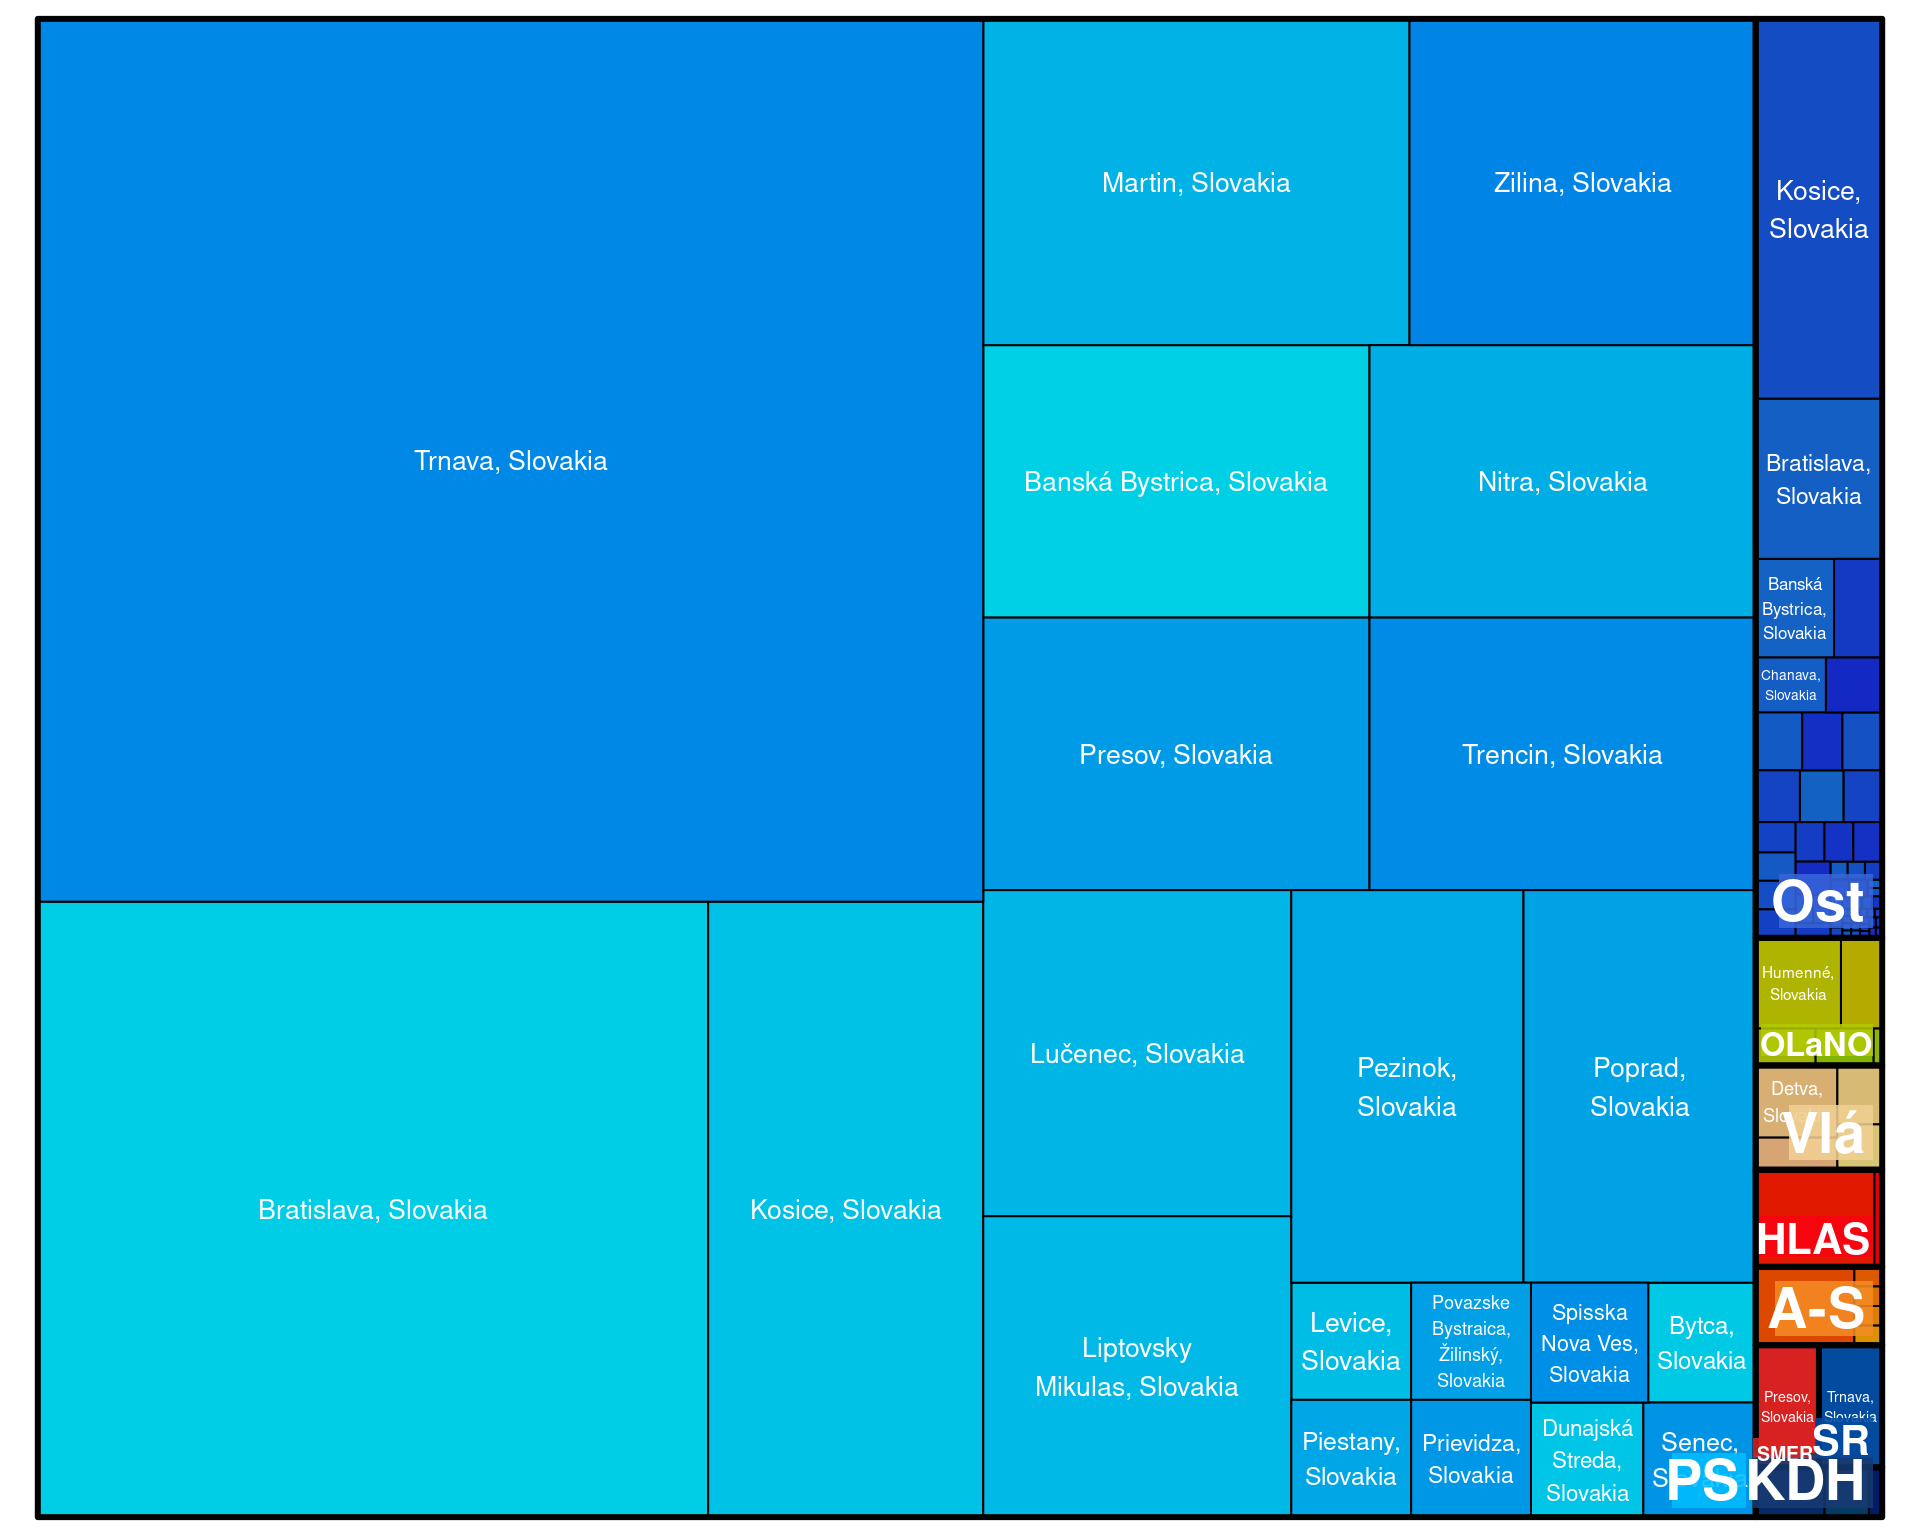 Trnava, Slovakia
Martin, Slovakia
Zilina, Slovakia
Banská Bystrica, Slovakia
Nitra, Slovakia
Presov, Slovakia
Trencin, Slovakia
Bratislava, Slovakia
Kosice, Slovakia
Lučenec, Slovakia
Liptovsky
Mikulas, Slovakia
Pezinok,
Slovakia
Poprad,
Slovakia
Levice,
Slovakia
Povazske
Bystraica,
Žilinský,
Slovakia
Spisska
Nova Ves,
Slovakia
Bytca,
Slovakia
Piestany,
Slovakia
Prievidza,
Slovakia
Dunajská
Streda,
Slovakia
Senec,
PS
Kosice,
Slovakia
Bratislava,
Slovakia
Banská
Bystrica,
Slovakia
Chanava,
Slovakia
Ost
Humenné,
Slovakia
OLaNO
Detva,
Vlá
HLAS
A-S
Presov,
Slovakia
SMER
Trnava,
Slovakia
SR
KDH